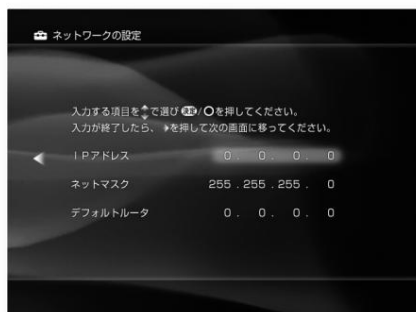 ネットワークの設定
入力する項目を で選び 決定/○を押してください。
入力が終了したら、 を押して次の画面に移ってください。
IPアドレス 0. 0. 0. 0
ネットマスク 255.255.255. 0
デフォルトルータ 0. 0. 0. 0